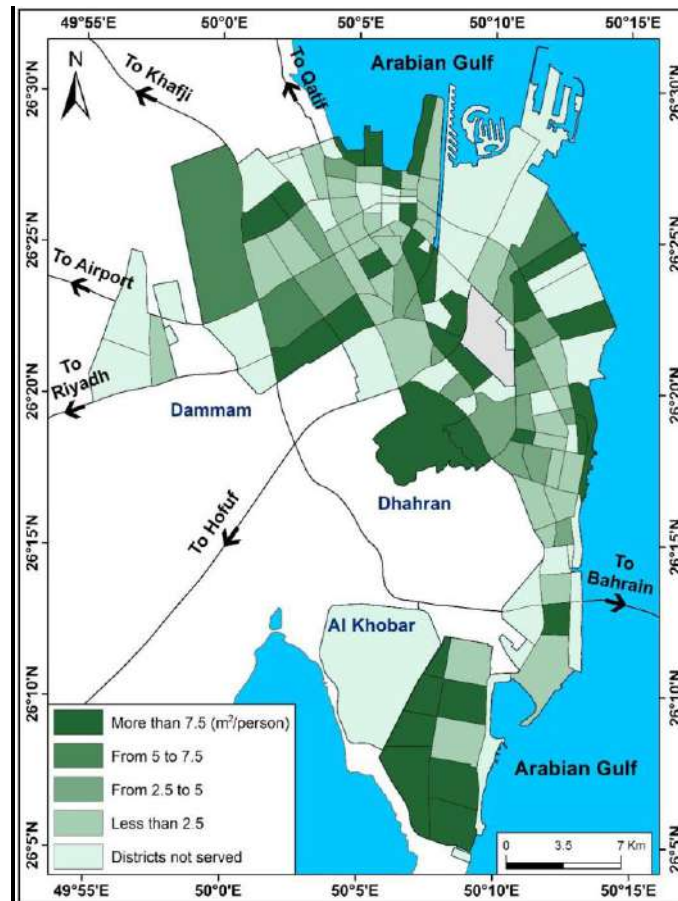 49°55'E
50°0'E
50°5'E
50°10'E
50°15'E
N
To Khafji
To Qatif
Arabian Gulf
26°30'N
26°30'N
26°25'N
26°25'N
To Airport
To
Riyadh
26°20'N
26°20'N
Dammam
Dhahran
To Hofuf
26°15'N
26°15'N
To
Bahrain
Al Khobar
26°10'N
26°10'N
More than 7.5 (m²/person)
From 5 to 7.5
From 2.5 to 5
Less than 2.5
Districts not served
Arabian Gulf
26°5'N
26°5'N
0 3.5 7 Km
49°55'E
50°0'E
50°5'E
50°10'E
50°15'E